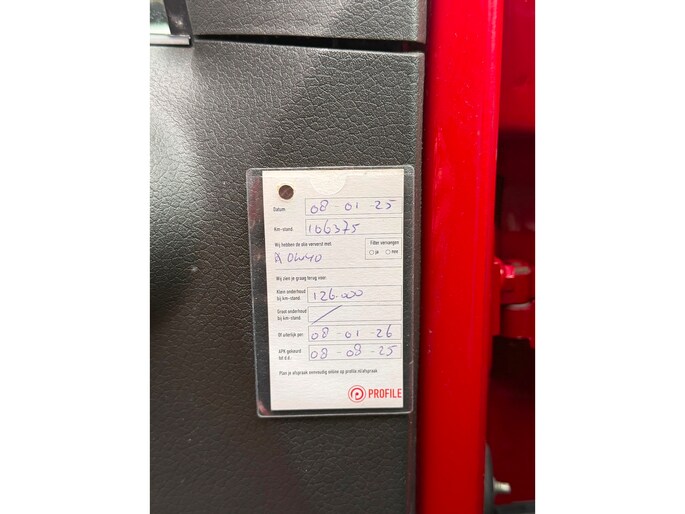 Datum: 08-01-25
Km-stand: 106375
Wij hebben de olie ververst met: Filter vervangen
0W40 ja nee
Wij zien je graag terug voor:
Klein onderhoud
bij km-stand: 126.000
Groot onderhoud
bij km-stand: /
Of uiterlijk per: 08-01-26
APK gekeurd
tot d.d.: 08-08-25
Plan je afspraak eenvoudig online op profile.nl/afspraak
PROFILE